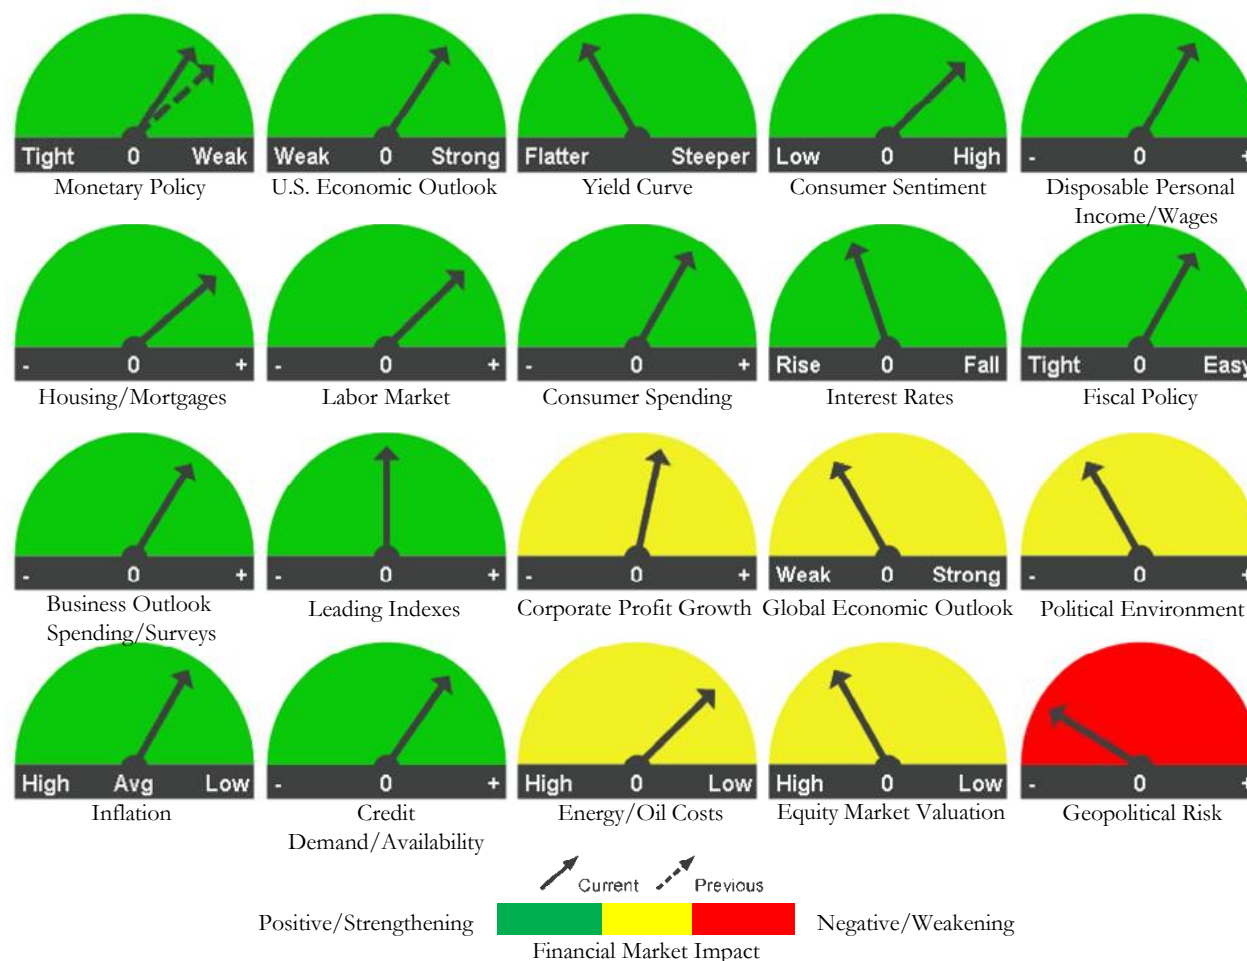 Tight 0 Weak
Weak 0 Strong
Flatter Steeper
Low 0 High
- 0 +
Monetary Policy
U.S. Economic Outlook
Yield Curve
Consumer Sentiment
Disposable Personal
Income/Wages
- 0 +
- 0 +
- 0 +
Rise 0 Fall
Tight 0 Easy
Housing/Mortgages
Labor Market
Consumer Spending
Interest Rates
Fiscal Policy
- 0 +
- 0 +
- 0 +
Weak 0 Strong
- 0 +
Business Outlook
Spending/Surveys
Leading Indexes
Corporate Profit Growth
Global Economic Outlook
Political Environment
High Avg Low
- 0 +
High 0 Low
High 0 Low
- 0 +
Inflation
Credit
Demand/Availability
Energy/Oil Costs
Equity Market Valuation
Geopolitical Risk
Current Previous
Positive/Strengthening
Negative/Weakening
Financial Market Impact